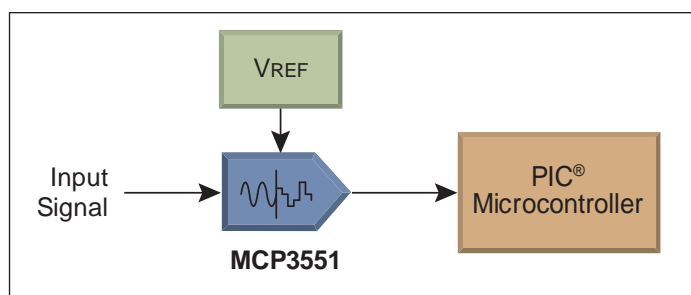 VREF
Input
Signal
PIC®
Microcontroller
MCP3551